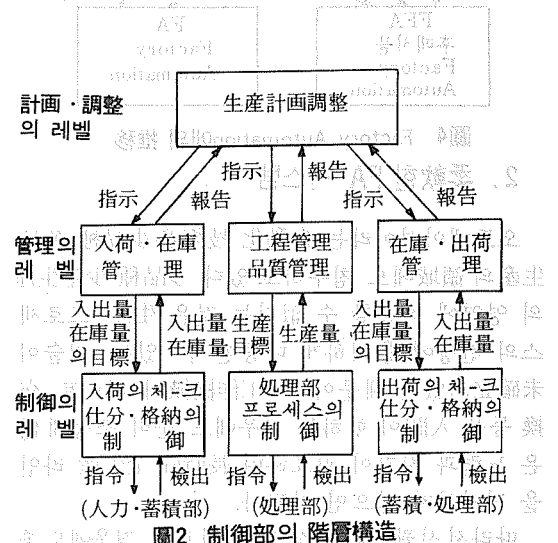 生産計画調整
計画・調整
의 레벨
指示 報告 指示 報告 指示 報告
管理의
레 벨
入荷・在庫
管 理
工程管理
品質管理
在庫・出荷
管 理
入出量
在庫量
의目標
入出量
在庫量
生産
目標
生産量
入出量
在庫量
의目標
入出量
在庫量
制御의
레 벨
入荷의 체-크
仕分・格納의
制 御
処理部
프로세스의
制 御
出荷의 체-크
仕分・格納의
制 御
指令 検出 指令 検出 指令 検出
(人力・蓄積部) (処理部) (蓄積・処理部)
圖2 制御部의 階層構造